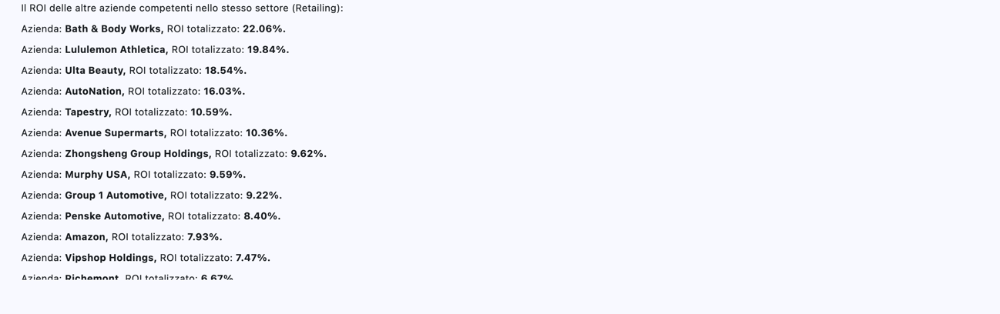 Il ROI delle altre aziende competenti nello stesso settore (Retailing):
Azienda: Bath & Body Works, ROI totalizzato: 22.06%.
Azienda: Lululemon Athletica, ROI totalizzato: 19.84%.
Azienda: Ulta Beauty, ROI totalizzato: 18.54%.
Azienda: AutoNation, ROI totalizzato: 16.03%.
Azienda: Tapestry, ROI totalizzato: 10.59%.
Azienda: Avenue Supermarts, ROI totalizzato: 10.36%.
Azienda: Zhongsheng Group Holdings, ROI totalizzato: 9.62%.
Azienda: Murphy USA, ROI totalizzato: 9.59%.
Azienda: Group 1 Automotive, ROI totalizzato: 9.22%.
Azienda: Penske Automotive, ROI totalizzato: 8.40%.
Azienda: Amazon, ROI totalizzato: 7.93%.
Azienda: Vipshop Holdings, ROI totalizzato: 7.47%.
Azienda: Richemont, ROI totalizzato: 6.67%.